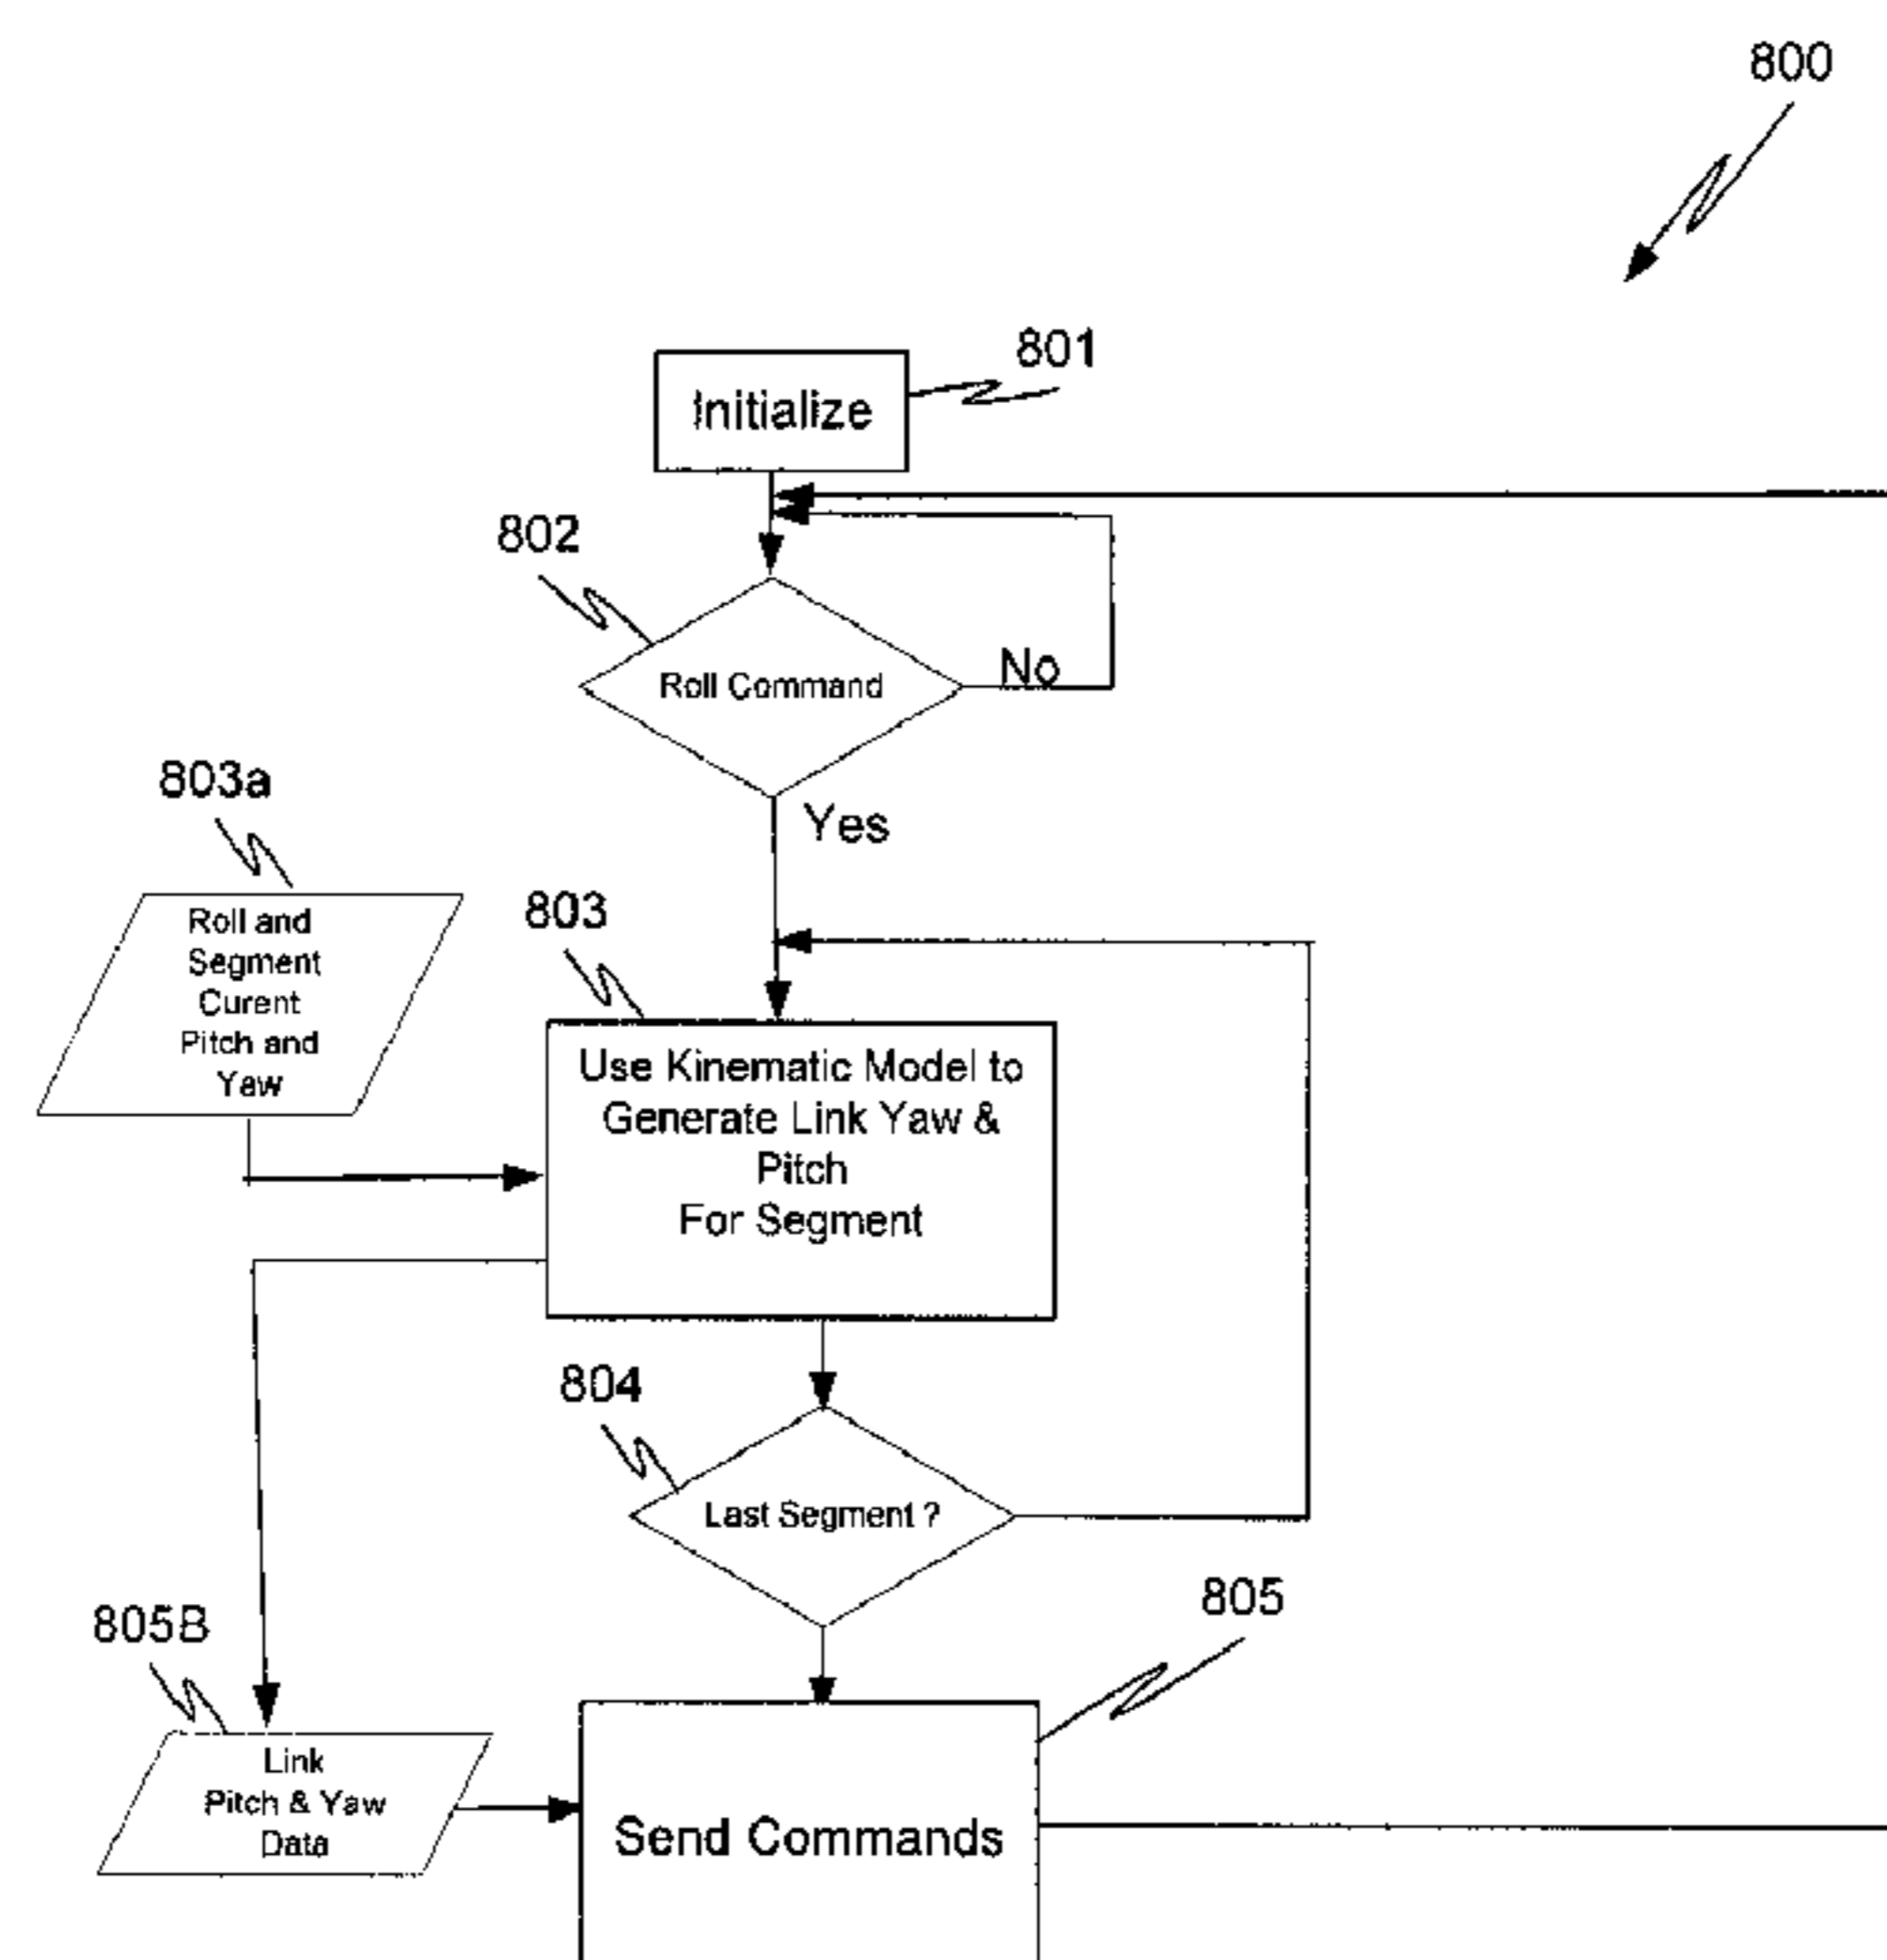 800
801
Initialize
802
Roll Command
No
Yes
803a
Roll and
Segment
Curent
Pitch and
Yaw
803
Use Kinematic Model to
Generate Link Yaw &
Pitch
For Segment
804
Last Segment ?
805
805B
Link
Pitch & Yaw
Data
Send Commands